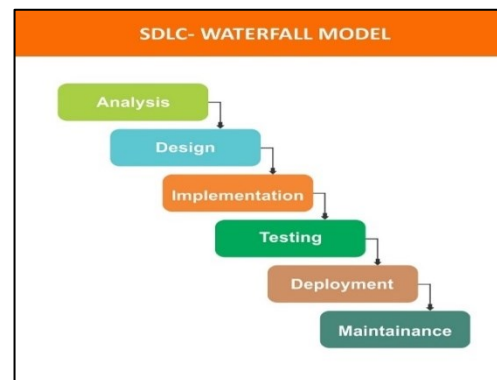 SDLC- WATERFALL MODEL
Analysis
Design
Implementation
Testing
Deployment
Maintainance